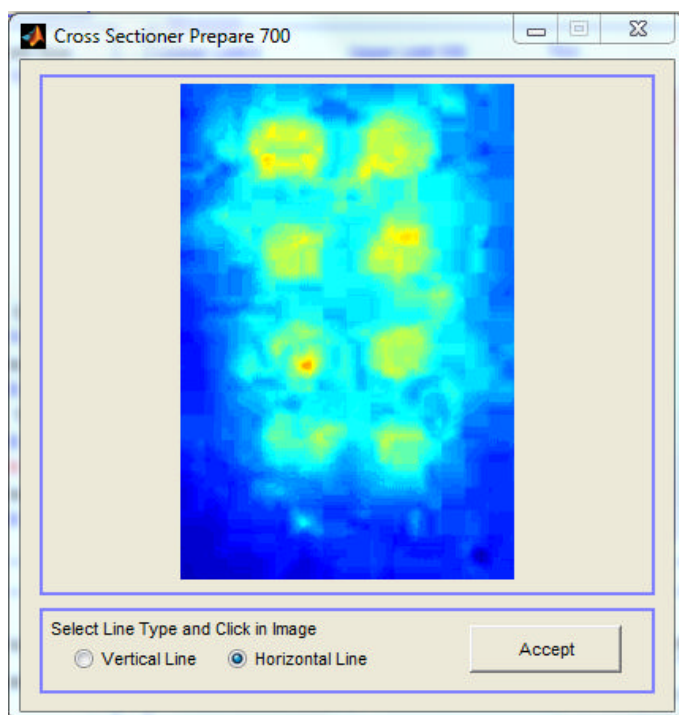 Cross Sectioner Prepare 700
Select Line Type and Click in Image
Vertical Line
Horizontal Line
Accept